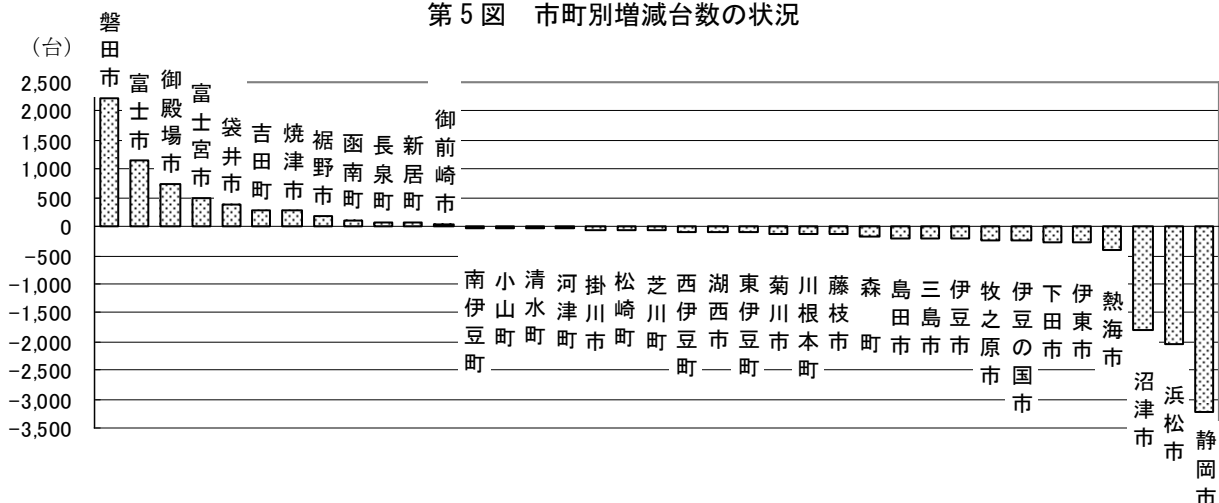 第5図　市町別増減台数の状況
（台）
2,500
2,000
1,500
1,000
500
0
-500
-1,000
-1,500
-2,000
-2,500
-3,000
-3,500
磐田市
富士市
御殿場市
富士宮市
袋井市
吉田町
焼津市
裾野市
函南町
長泉町
新居町
御前崎市
南伊豆町
小山町
清水町
河津町
掛川市
松崎町
芝川町
西伊豆町
湖西市
東伊豆町
菊川市
川根本町
藤枝市
森町
島田市
三島市
伊豆市
牧之原市
伊豆の国市
下田市
伊東市
熱海市
沼津市
浜松市
静岡市